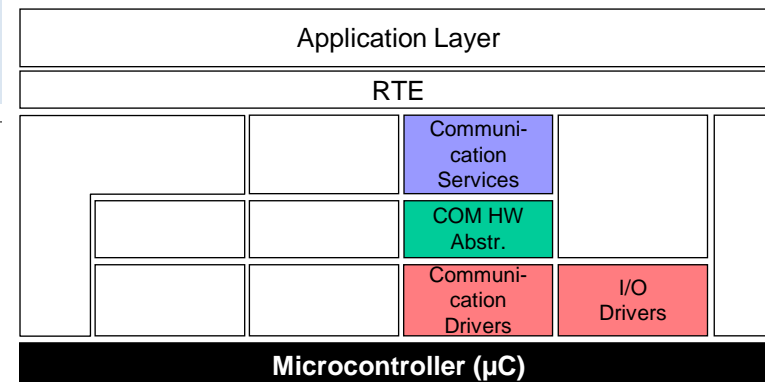 Application Layer
RTE
Communi-
cation
Services
COM HW
Abstr.
Communi-
cation
Drivers
I/O
Drivers
Microcontroller (µC)